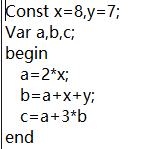 Const x=8,y=7;
Var a,b,c;
begin
    a=2*x;
    b=a+x+y;
    c=a+3*b
end